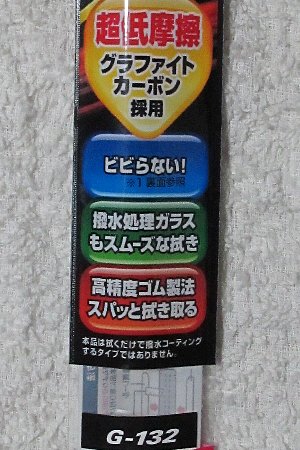 超低摩擦
グラファイト
カーボン
採用
ビビらない!
※1 裏面参照
撥水処理ガラス
もスムーズな拭き
高精度ゴム製法
スパッと拭き取る
本品は拭くだけで撥水コーティング
するタイプではありません。
G-132